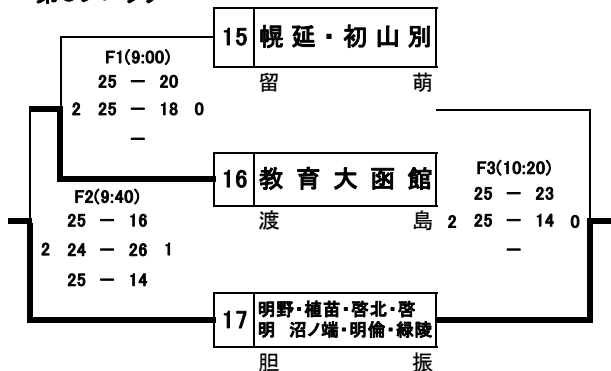 15 幌延・初山別
留 萌
F1(9:00)
25 － 20
2 25 － 18 0
－
16 教育大函館
渡 島
F2(9:40)
25 － 16
2 24 － 26 1
25 － 14
F3(10:20)
25 － 23
2 25 － 14 0
－
17 明野・植苗・啓北・啓
明 沼ノ端・明倫・緑陵
胆 振